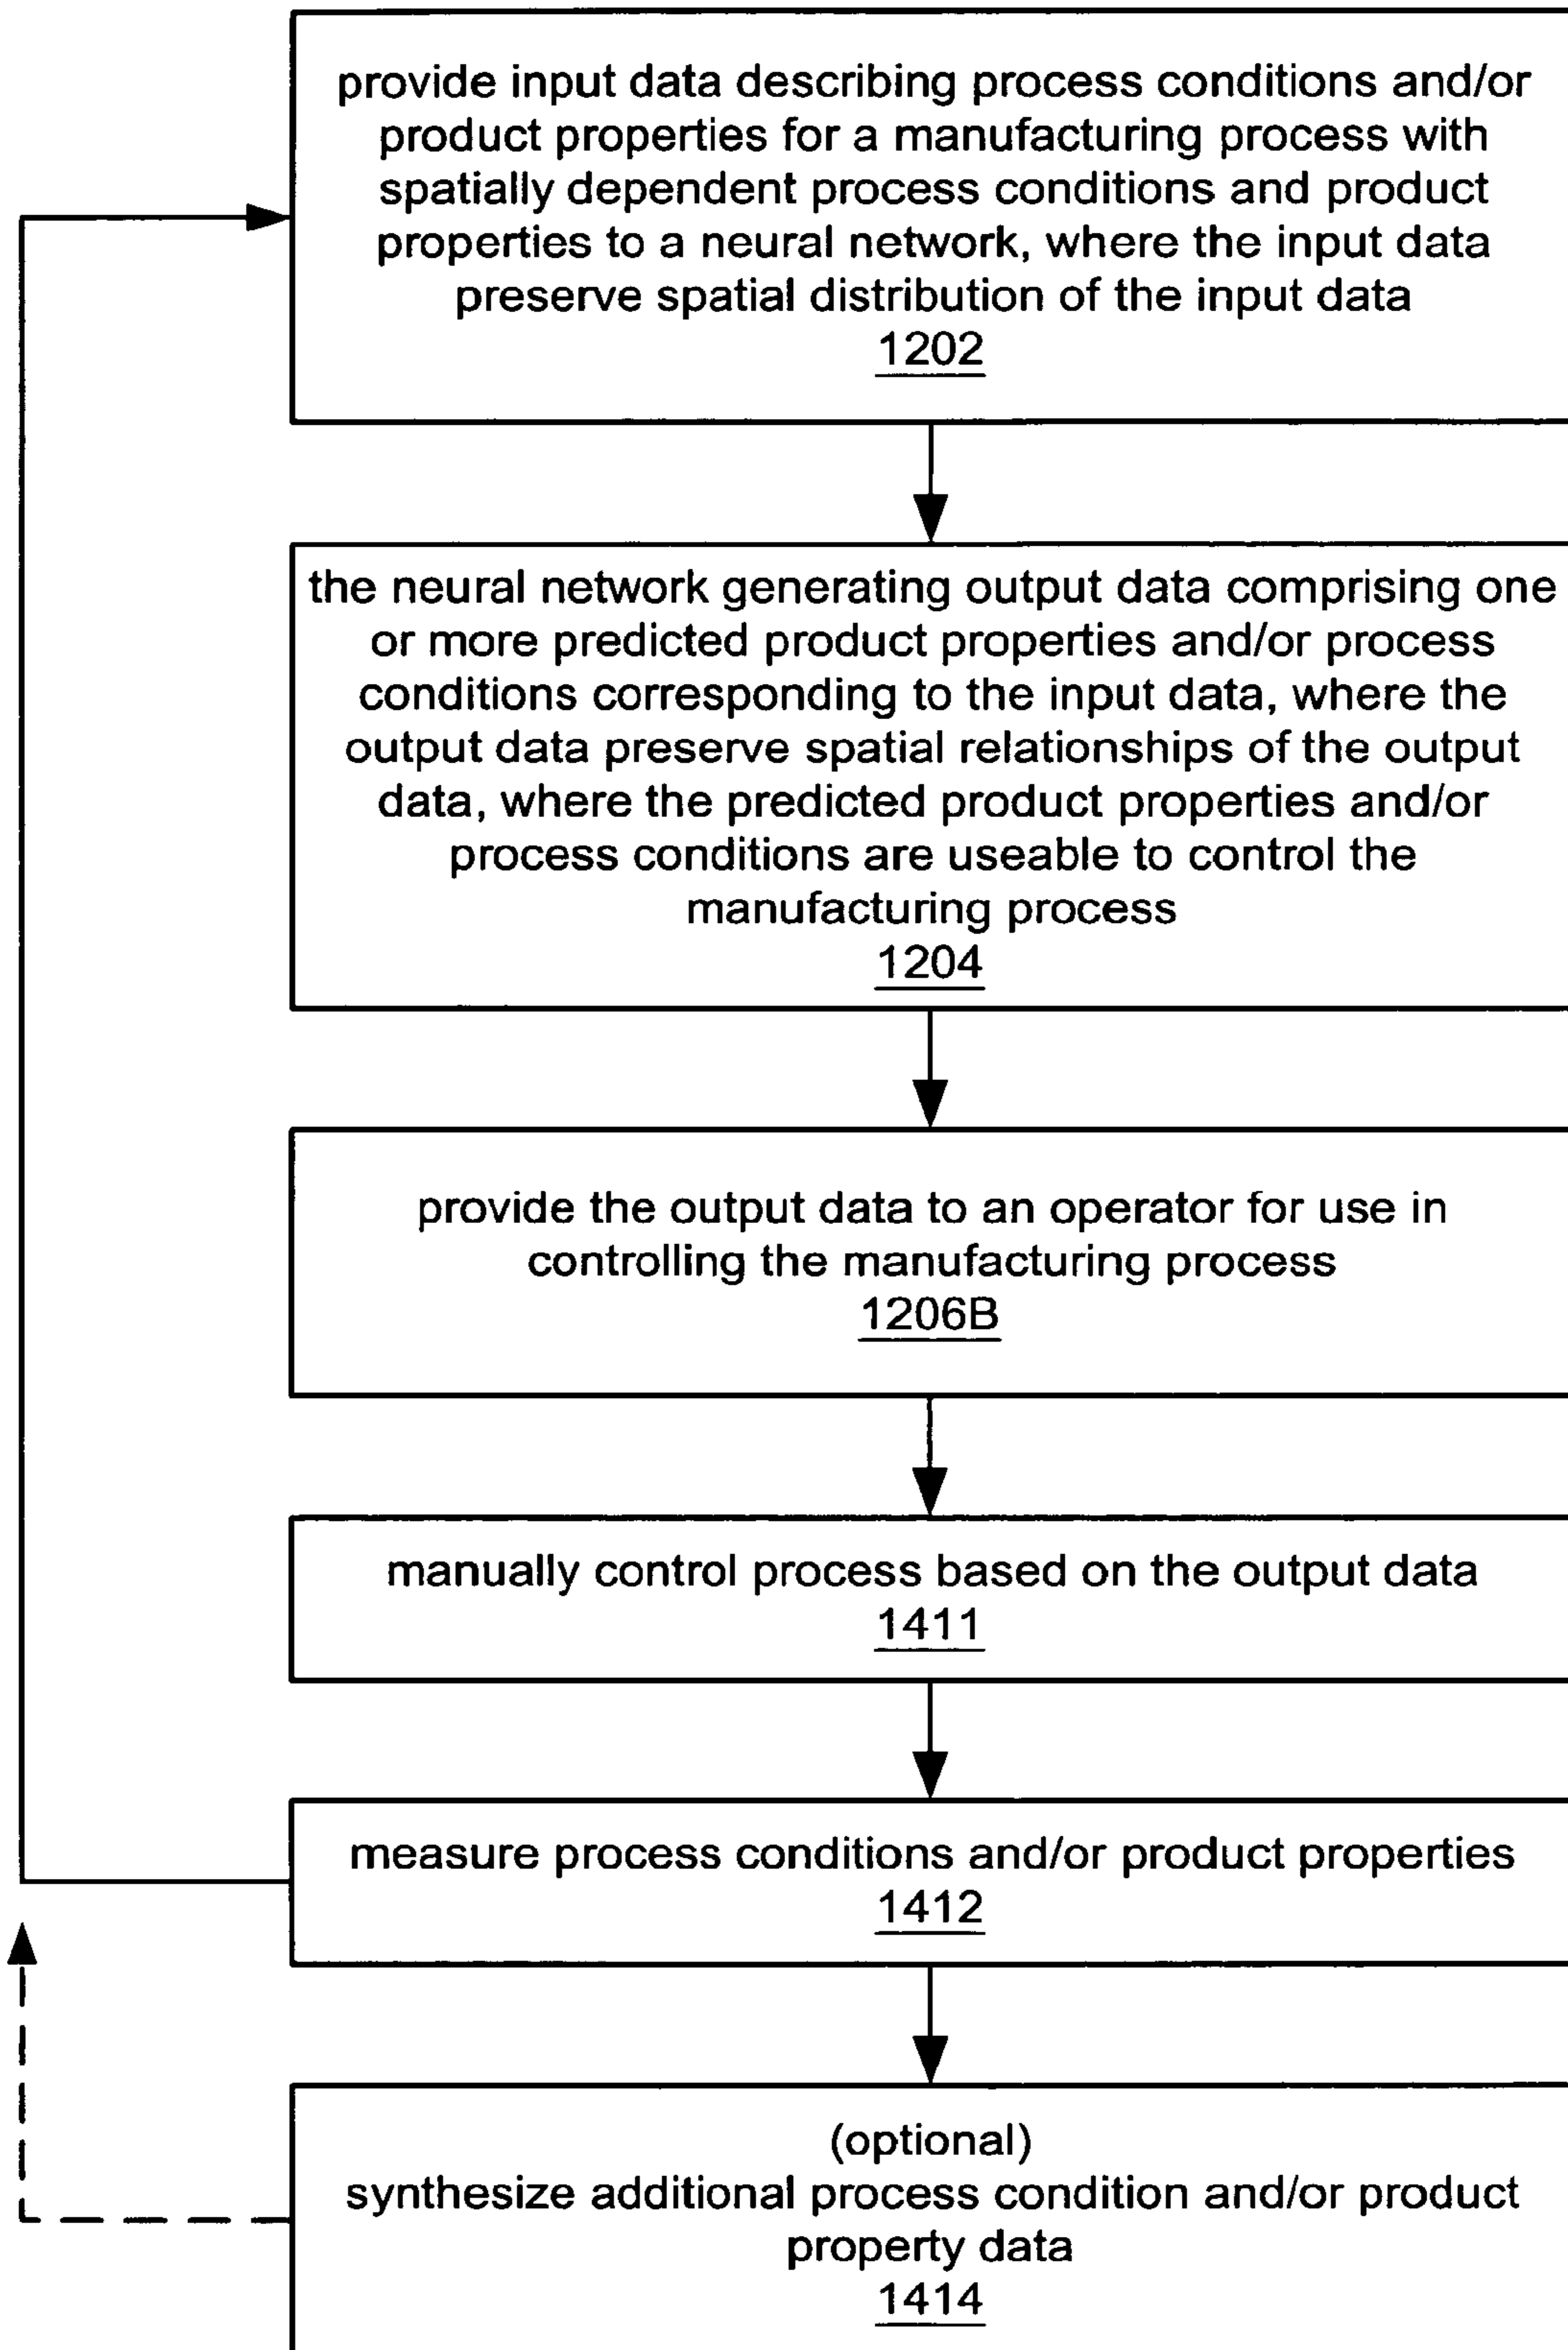 provide input data describing process conditions and/or
product properties for a manufacturing process with
spatially dependent process conditions and product
properties to a neural network, where the input data
preserve spatial distribution of the input data
1202
the neural network generating output data comprising one
or more predicted product properties and/or process
conditions corresponding to the input data, where the
output data preserve spatial relationships of the output
data, where the predicted product properties and/or
process conditions are useable to control the
manufacturing process
1204
provide the output data to an operator for use in
controlling the manufacturing process
1206B
manually control process based on the output data
1411
measure process conditions and/or product properties
1412
(optional)
synthesize additional process condition and/or product
property data
1414